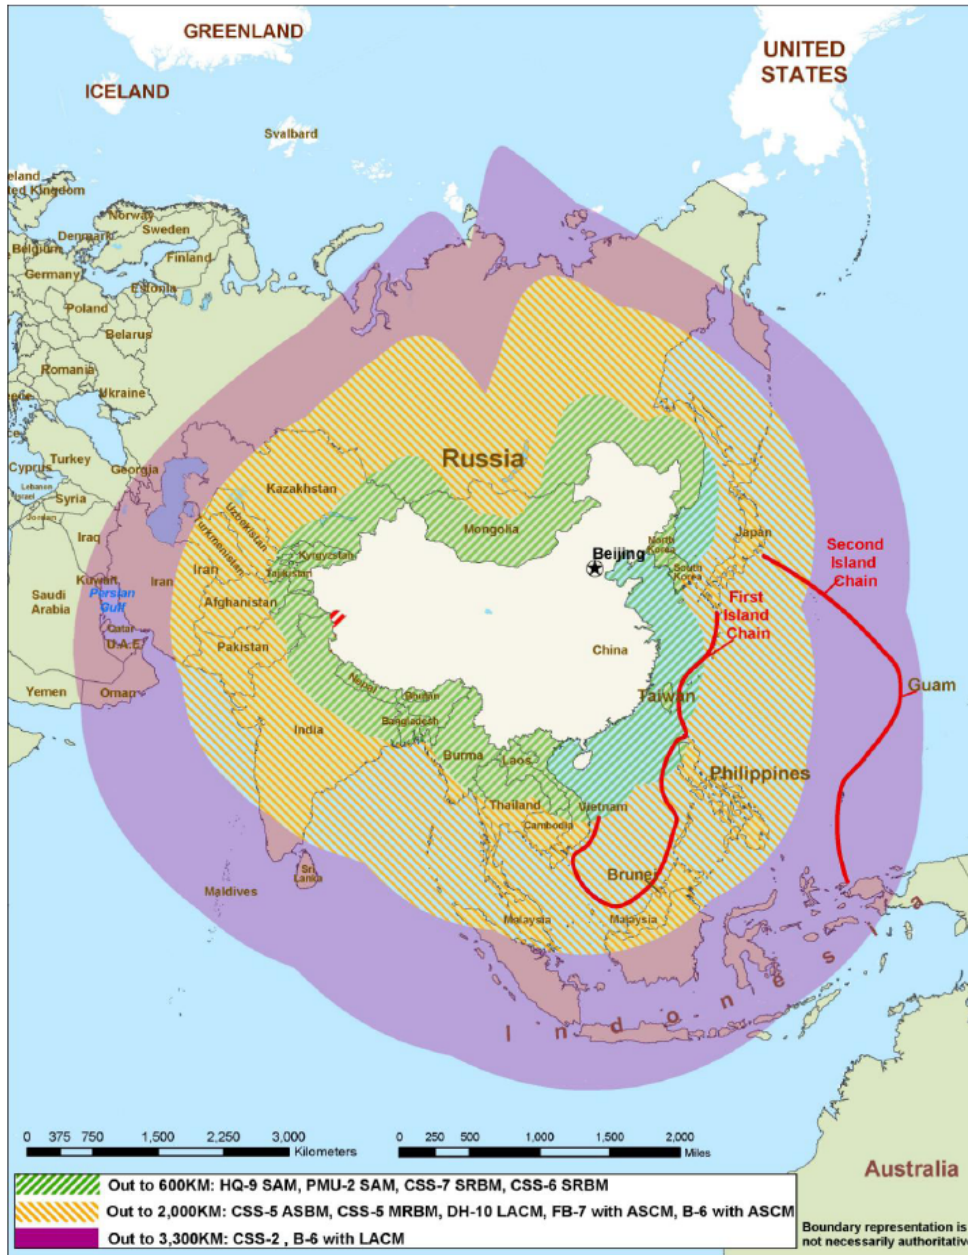 GREENLAND
UNITED
STATES
ICELAND
Svalbard
eland
ted Kingdom
Norway
Sweden
Denmark
Finland
Belgium
Germany
Estonia
Poland
Belarus
Romania
Ukraine
Russia
Georgia
Turkey
Cyprus
Lebanon
Israel
Syria
Jordan
Kazakhstan
Uzbekistan
Turkmenistan
Mongolia
Kyrgyzstan
Tajikistan
North
Korea
Beijing
South
Korea
Japan
Second
Island
Chain
First
Island
Chain
Iraq
Kuwait
Iran
Iran
Persian
Gulf
Saudi
Arabia
Qatar
U.A.E.
Afghanistan
Pakistan
China
Nepal
Bhutan
Bangladesh
Taiwan
Guam
Yemen
Oman
India
Burma
Laos
Thailand
Vietnam
Cambodia
Philippines
Sri
Lanka
Maldives
Brunei
Malaysia
Malaysia
Indonesia
0 375 750 1,500 2,250 3,000
Kilometers
0 250 500 1,000 1,500 2,000
Miles
Australia
Out to 600KM: HQ-9 SAM, PMU-2 SAM, CSS-7 SRBM, CSS-6 SRBM
Out to 2,000KM: CSS-5 ASBM, CSS-5 MRBM, DH-10 LACM, FB-7 with ASCM, B-6 with ASCM
Out to 3,300KM: CSS-2 , B-6 with LACM
Boundary representation is
not necessarily authoritative